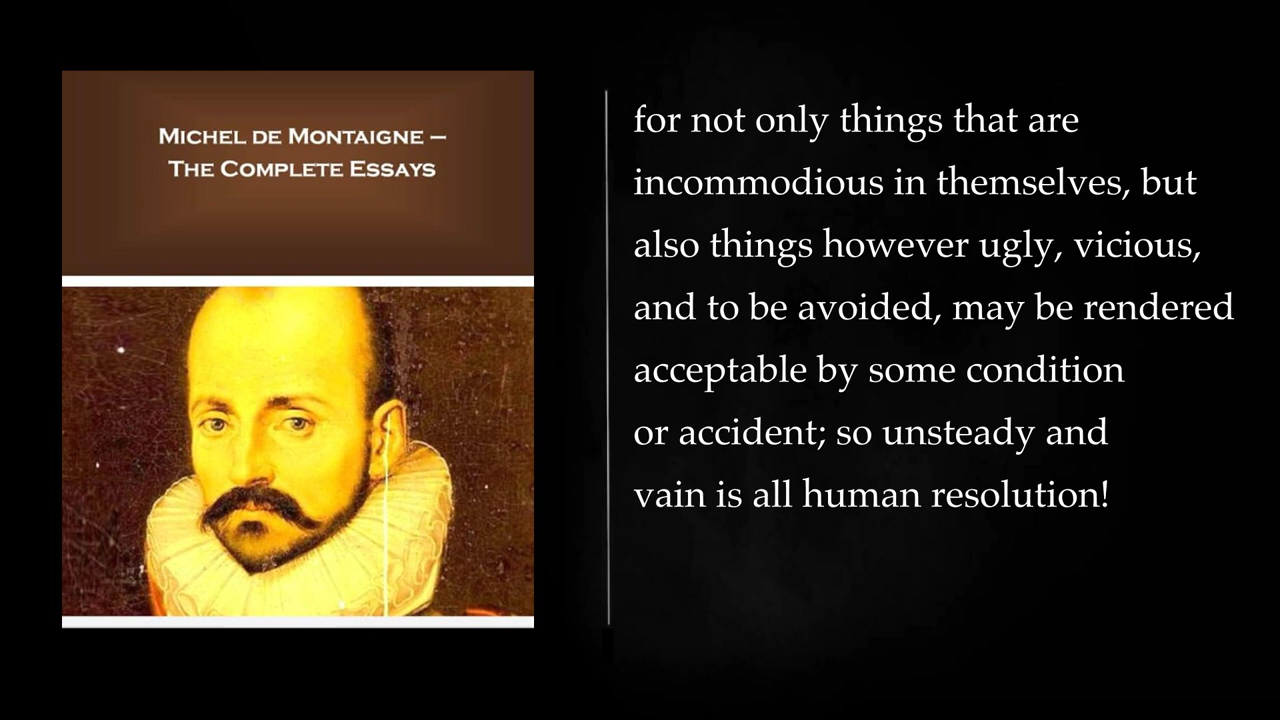 MICHEL DE MONTAIGNE –
THE COMPLETE ESSAYS
for not only things that are
incommodious in themselves, but
also things however ugly, vicious,
and to be avoided, may be rendered
acceptable by some condition
or accident; so unsteady and
vain is all human resolution!